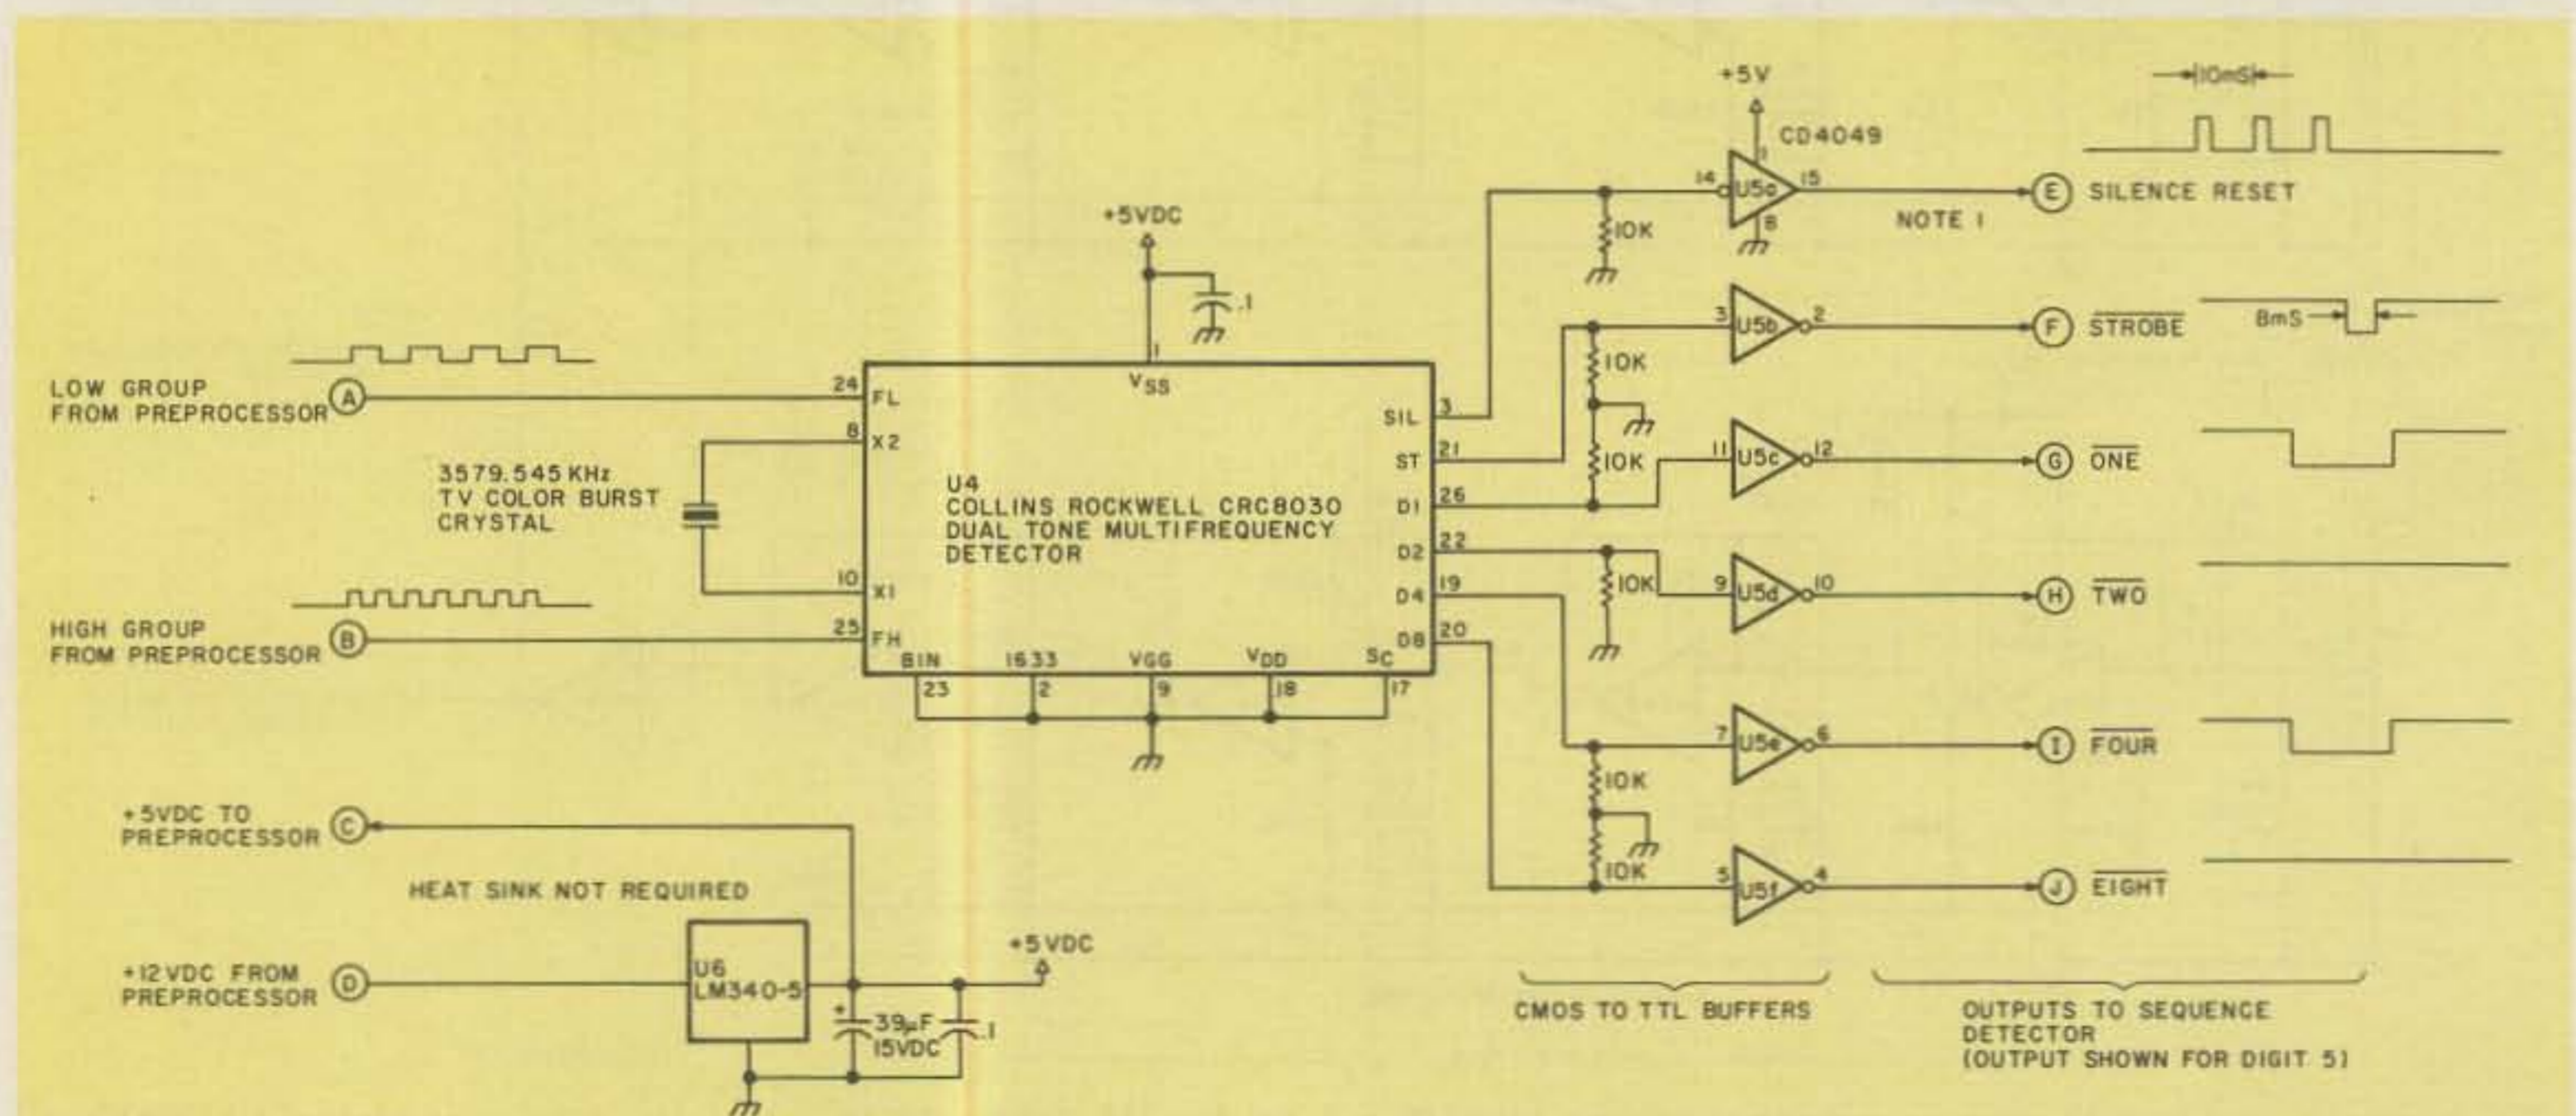 +5V
10mS
CD4049
1
14
U5a
15
8
10K
E
SILENCE RESET
NOTE 1
+5VDC
.1
1
3
U5b
2
10K
F
STROBE
8mS
LOW GROUP
FROM PREPROCESSOR
A
24
FL
VSS
SIL
3
8
X2
ST
21
10K
11
U5c
12
G
ONE
3579.545 KHz
TV COLOR BURST
CRYSTAL
U4
COLLINS ROCKWELL CRC8030
DUAL TONE MULTIFREQUENCY
DETECTOR
D1
26
D2
22
10K
9
U5d
10
H
TWO
10
X1
D4
19
HIGH GROUP
FROM PREPROCESSOR
B
25
FH
D8
20
BIN
1633
VGG
VDD
SC
23
2
9
18
17
7
U5e
6
10K
I
FOUR
+5VDC TO
PREPROCESSOR
C
10K
5
U5f
4
J
EIGHT
HEAT SINK NOT REQUIRED
+12VDC FROM
PREPROCESSOR
D
U6
LM340-5
+5VDC
+
39µF
15VDC
.1
CMOS TO TTL BUFFERS
OUTPUTS TO SEQUENCE
DETECTOR
(OUTPUT SHOWN FOR DIGIT 5)